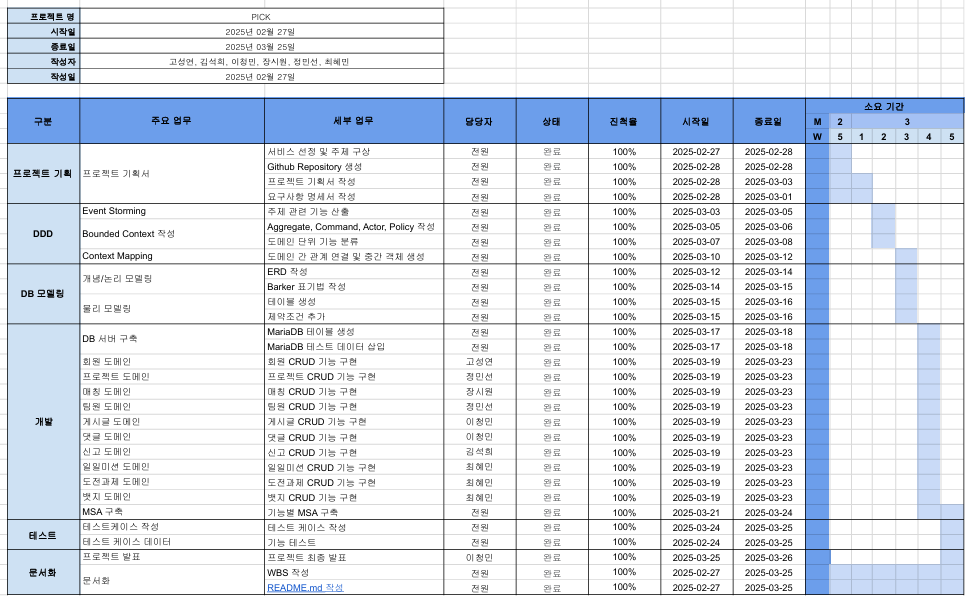 프로젝트 명 PICK
시작일 2025년 02월 27일
종료일 2025년 03월 25일
작성자 고성연, 김석희, 이청민, 장시원, 정민선, 최혜민
작성일 2025년 02월 27일
구분 주요 업무 세부 업무 담당자 상태 진척율 시작일 종료일 소요 기간
M 2 3
W 5 1 2 3 4 5
프로젝트 기획 프로젝트 기획서 서비스 선정 및 주제 구상 전원 완료 100% 2025-02-27 2025-02-28
Github Repository 생성 전원 완료 100% 2025-02-28 2025-02-28
프로젝트 기획서 작성 전원 완료 100% 2025-02-28 2025-03-03
요구사항 명세서 작성 전원 완료 100% 2025-02-28 2025-03-01
DDD Event Storming 주제 관련 기능 산출 전원 완료 100% 2025-03-03 2025-03-05
Bounded Context 작성 Aggregate, Command, Actor, Policy 작성 전원 완료 100% 2025-03-05 2025-03-06
도메인 단위 기능 분류 전원 완료 100% 2025-03-07 2025-03-08
Context Mapping 도메인 간 관계 연결 및 중간 객체 생성 전원 완료 100% 2025-03-10 2025-03-12
DB 모델링 개념/논리 모델링 ERD 작성 전원 완료 100% 2025-03-12 2025-03-14
Barker 표기법 작성 전원 완료 100% 2025-03-14 2025-03-15
물리 모델링 테이블 생성 전원 완료 100% 2025-03-15 2025-03-16
제약조건 추가 전원 완료 100% 2025-03-15 2025-03-16
개발 DB 서버 구축 MariaDB 테이블 생성 전원 완료 100% 2025-03-17 2025-03-18
MariaDB 테스트 데이터 삽입 전원 완료 100% 2025-03-17 2025-03-18
회원 도메인 회원 CRUD 기능 구현 고성연 완료 100% 2025-03-19 2025-03-23
프로젝트 도메인 프로젝트 CRUD 기능 구현 정민선 완료 100% 2025-03-19 2025-03-23
매칭 도메인 매칭 CRUD 기능 구현 장시원 완료 100% 2025-03-19 2025-03-23
팀원 도메인 팀원 CRUD 기능 구현 정민선 완료 100% 2025-03-19 2025-03-23
게시글 도메인 게시글 CRUD 기능 구현 이청민 완료 100% 2025-03-19 2025-03-23
댓글 도메인 댓글 CRUD 기능 구현 이청민 완료 100% 2025-03-19 2025-03-23
신고 도메인 신고 CRUD 기능 구현 김석희 완료 100% 2025-03-19 2025-03-23
일일미션 도메인 일일미션 CRUD 기능 구현 최혜민 완료 100% 2025-03-19 2025-03-23
도전과제 도메인 도전과제 CRUD 기능 구현 최혜민 완료 100% 2025-03-19 2025-03-23
뱃지 도메인 뱃지 CRUD 기능 구현 최혜민 완료 100% 2025-03-19 2025-03-23
MSA 구축 기능별 MSA 구축 전원 완료 100% 2025-03-21 2025-03-24
테스트 테스트케이스 작성 테스트 케이스 작성 전원 완료 100% 2025-03-24 2025-03-25
테스트 케이스 데이터 기능 테스트 전원 완료 100% 2025-02-24 2025-03-25
문서화 프로젝트 발표 프로젝트 최종 발표 이청민 완료 100% 2025-03-25 2025-03-26
문서화 WBS 작성 전원 완료 100% 2025-02-27 2025-03-25
README.md 작성 전원 완료 100% 2025-02-27 2025-03-25